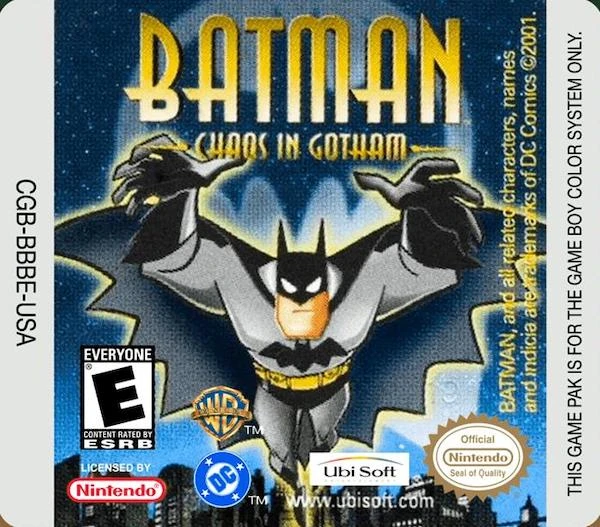 BATMAN
CHAOS IN GOTHAM
CGB-BBBE-USA
EVERYONE
E
CONTENT RATED BY
ESRB
LICENSED BY
Nintendo®
WB
TM
DC
TM
Ubi Soft
www.ubisoft.com
Official
Nintendo
Seal of Quality
BATMAN, and all related characters, names
and indicia are trademarks of DC Comics ©2001.
THIS GAME PAK IS FOR THE GAME BOY COLOR SYSTEM ONLY.